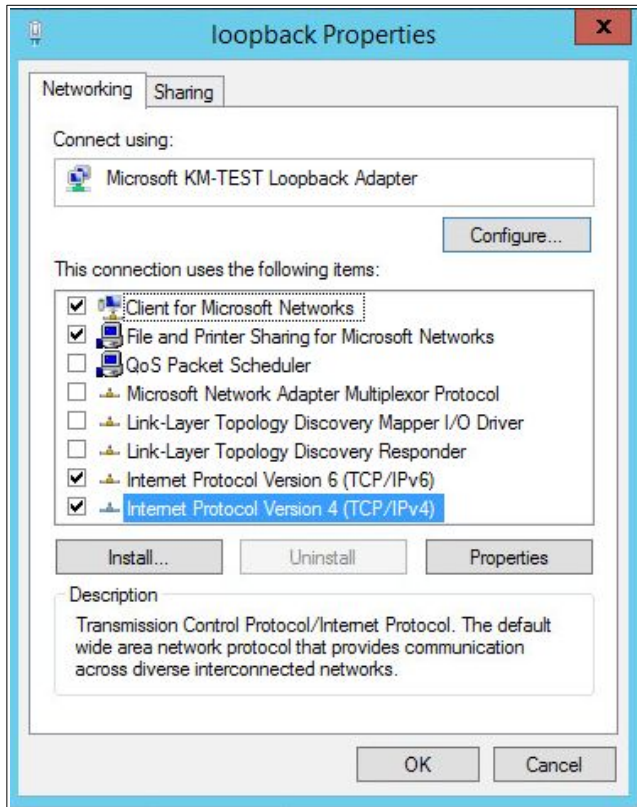 loopback Properties
x
Networking
Sharing
Connect using:
Microsoft KM-TEST Loopback Adapter
Configure...
This connection uses the following items:
Client for Microsoft Networks
File and Printer Sharing for Microsoft Networks
QoS Packet Scheduler
Microsoft Network Adapter Multiplexor Protocol
Link-Layer Topology Discovery Mapper I/O Driver
Link-Layer Topology Discovery Responder
Internet Protocol Version 6 (TCP/IPv6)
Internet Protocol Version 4 (TCP/IPv4)
Install...
Uninstall
Properties
Description
Transmission Control Protocol/Internet Protocol. The default
wide area network protocol that provides communication
across diverse interconnected networks.
OK
Cancel